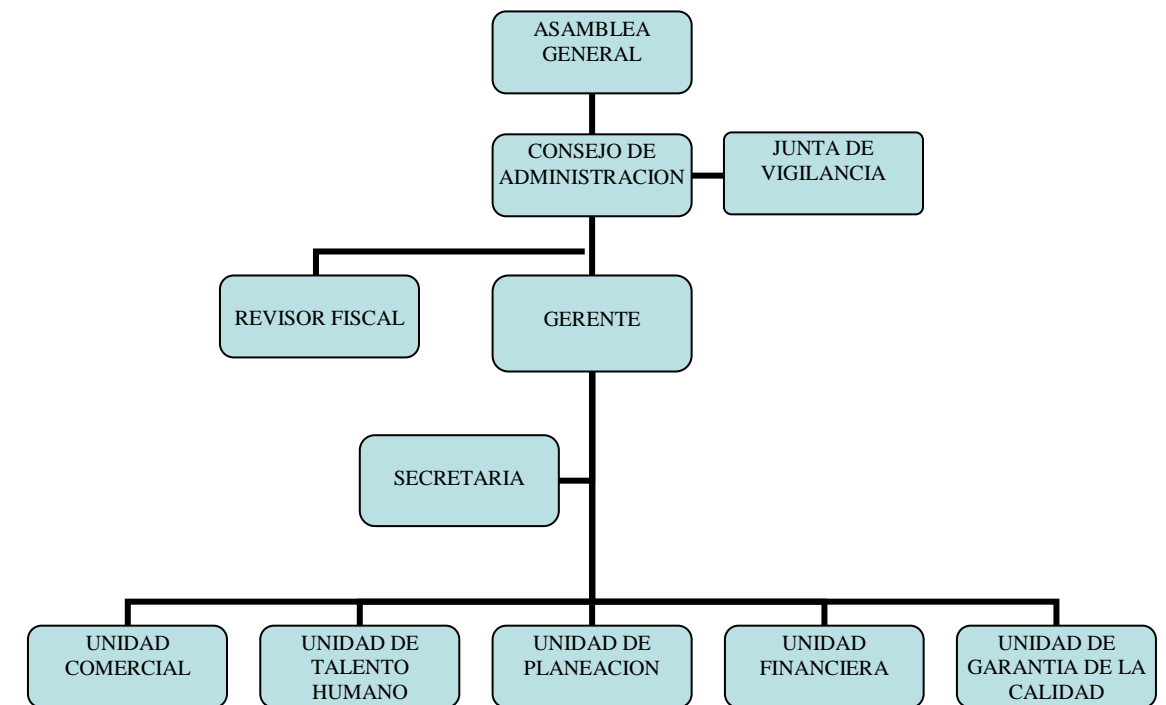 ASAMBLEA
GENERAL
CONSEJO DE
ADMINISTRACION
JUNTA DE
VIGILANCIA
REVISOR FISCAL
GERENTE
SECRETARIA
UNIDAD
COMERCIAL
UNIDAD DE
TALENTO
HUMANO
UNIDAD DE
PLANEACION
UNIDAD
FINANCIERA
UNIDAD DE
GARANTIA DE LA
CALIDAD